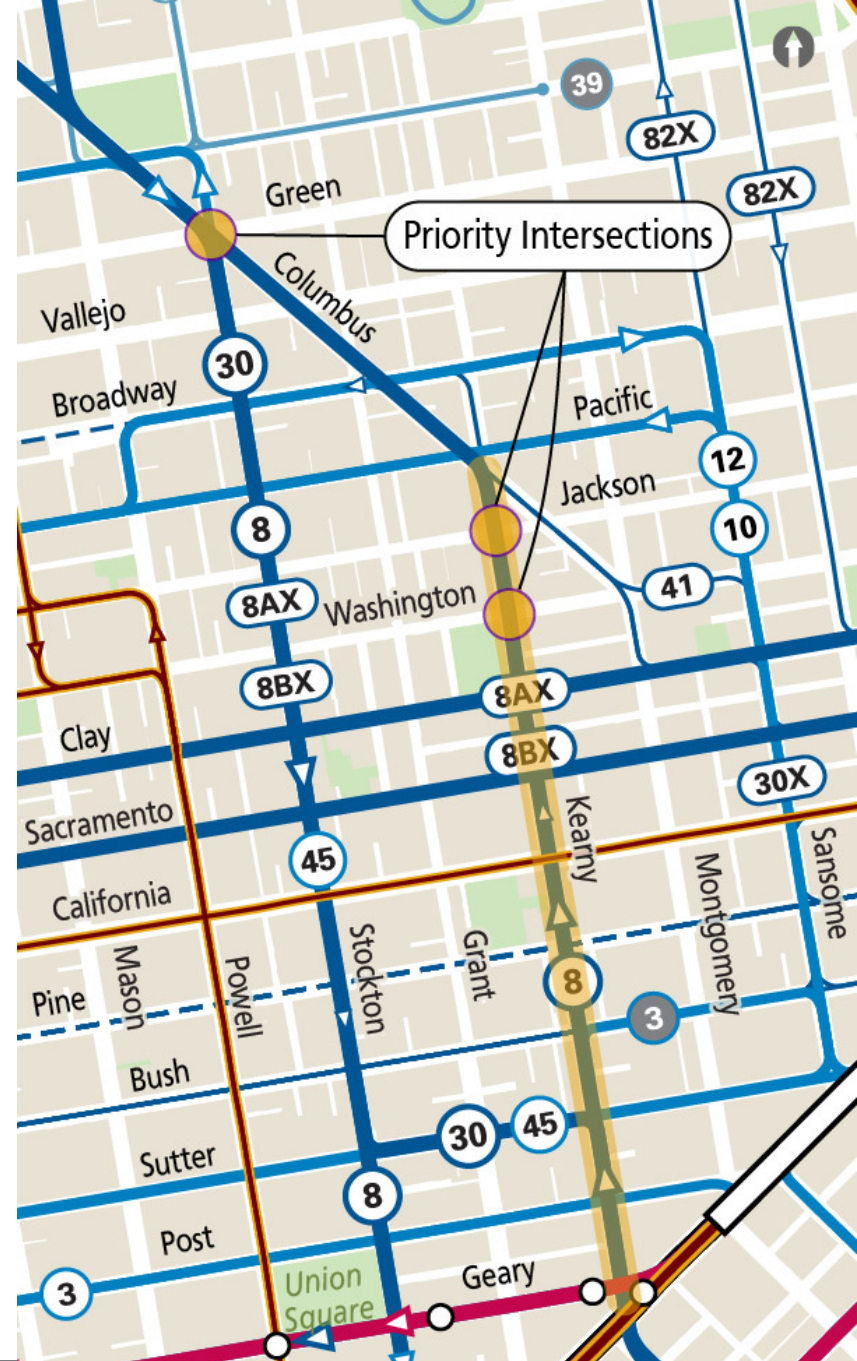 39
82X
82X
Green
Priority Intersections
Columbus
Vallejo
30
Broadway
Pacific
12
Jackson
8
10
41
8AX
Washington
8BX
8AX
Clay
8BX
30X
Sacramento
Kearny
45
Sansome
California
Montgomery
Mason
Powell
Stockton
Grant
8
Pine
3
Bush
30
45
Sutter
8
Post
Geary
Union
Square
3